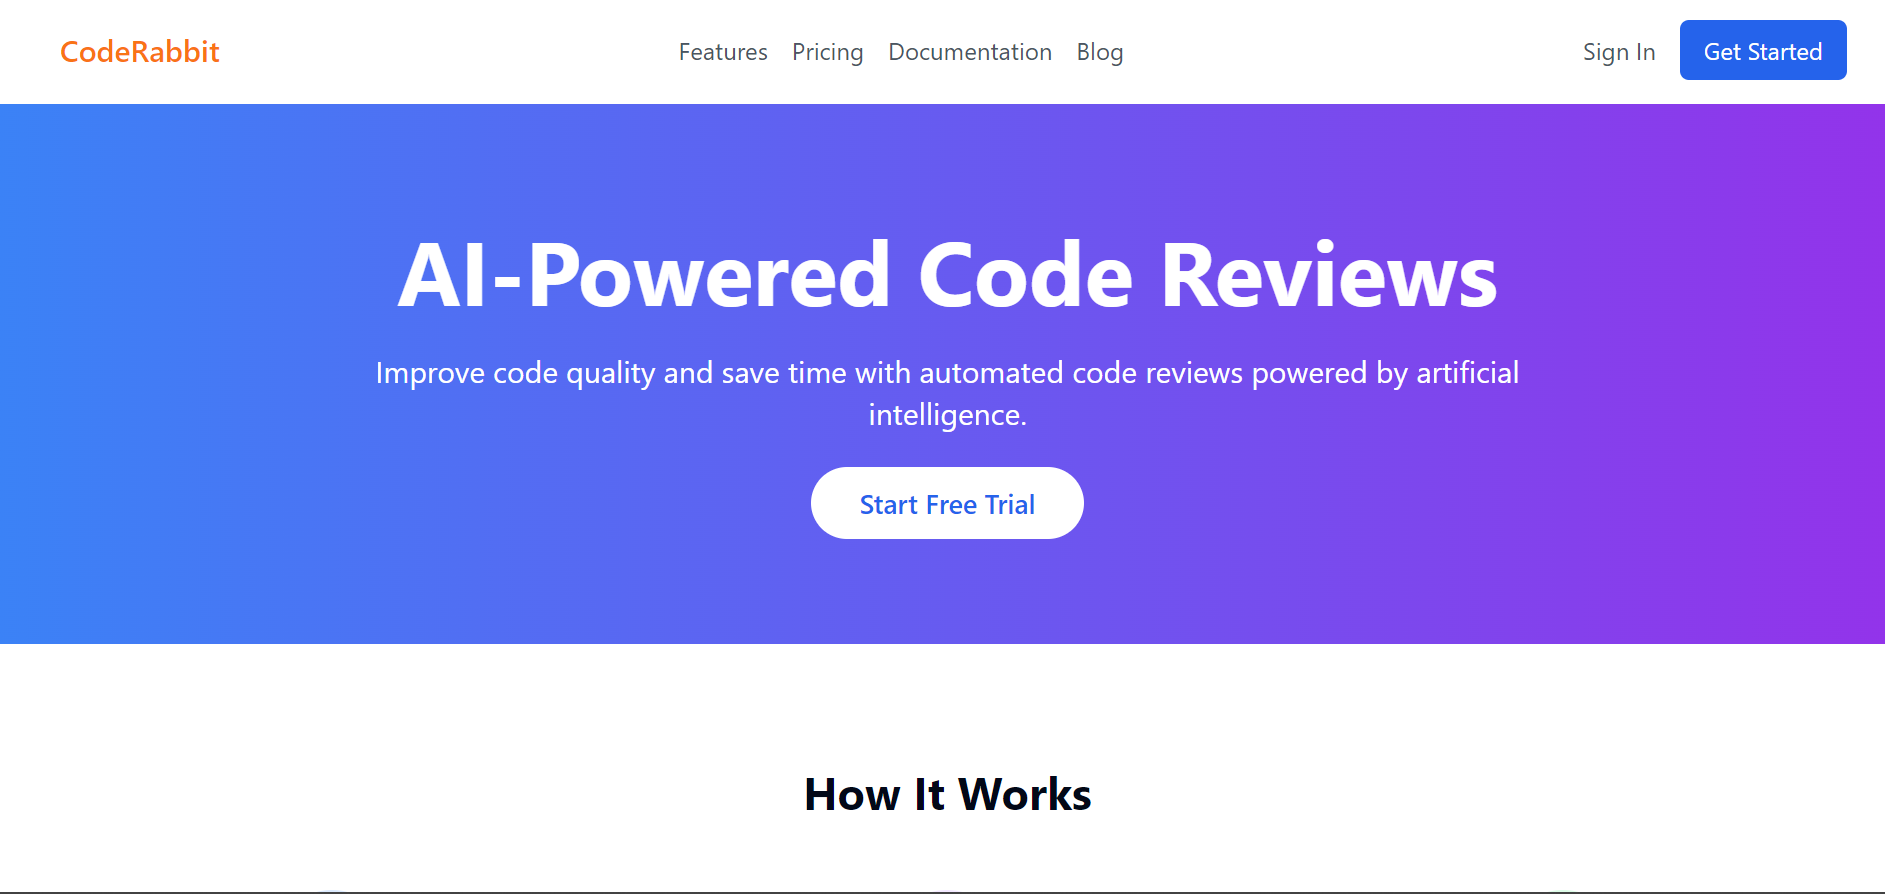 CodeRabbit
Features
Pricing
Documentation
Blog
Sign In
Get Started
AI-Powered Code Reviews
Improve code quality and save time with automated code reviews powered by artificial
intelligence.
Start Free Trial
How It Works